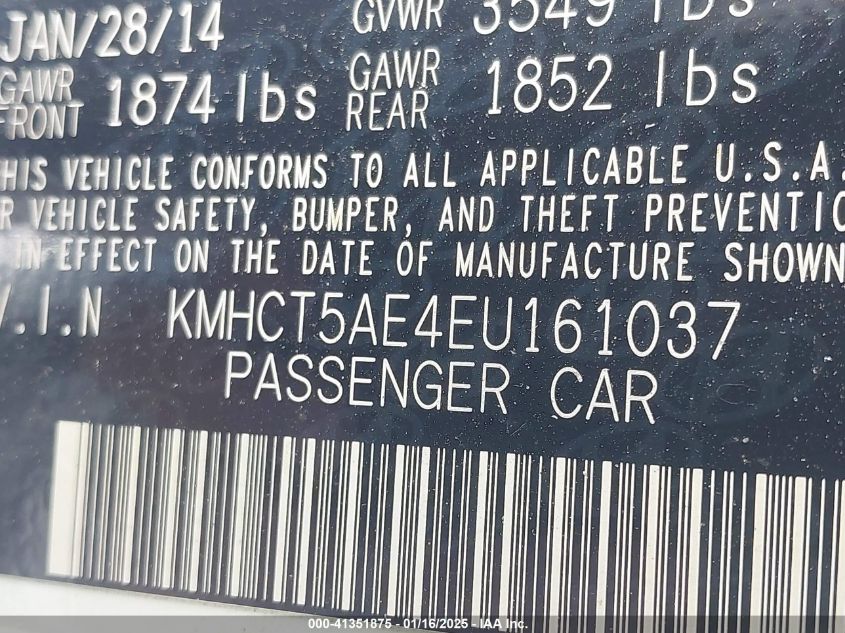 JAN/28/14 GVWR 3549 lbs
GAWR FRONT 1874 lbs GAWR REAR 1852 lbs
THIS VEHICLE CONFORMS TO ALL APPLICABLE U.S.A.
R VEHICLE SAFETY, BUMPER, AND THEFT PREVENTIO
IN EFFECT ON THE DATE OF MANUFACTURE SHOWN
V.I.N KMHCT5AE4EU161037
PASSENGER CAR
000-41351875 - 01/16/2025 - IAA Inc.